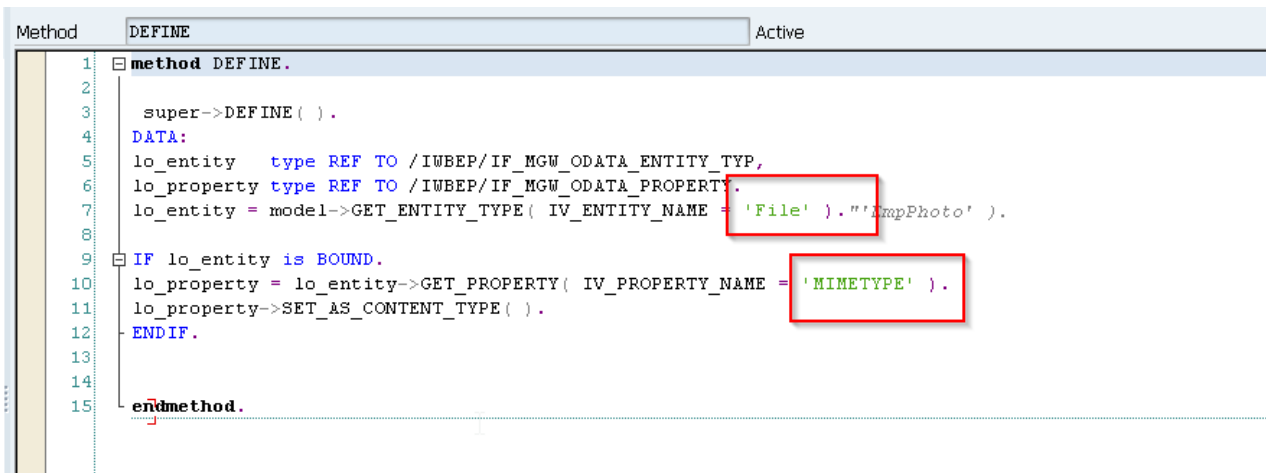 Method DEFINE Active
1 method DEFINE.
2
3 super->DEFINE( ).
4 DATA:
5 lo_entity type REF TO /IWBEP/IF_MGW_ODATA_ENTITY_TYP,
6 lo_property type REF TO /IWBEP/IF_MGW_ODATA_PROPERTY.
7 lo_entity = model->GET_ENTITY_TYPE( IV_ENTITY_NAME = 'File' )."'EmpPhoto' ).
8
9 IF lo_entity is BOUND.
10 lo_property = lo_entity->GET_PROPERTY( IV_PROPERTY_NAME = 'MIMETYPE' ).
11 lo_property->SET_AS_CONTENT_TYPE( ).
12 ENDIF.
13
14
15 endmethod.